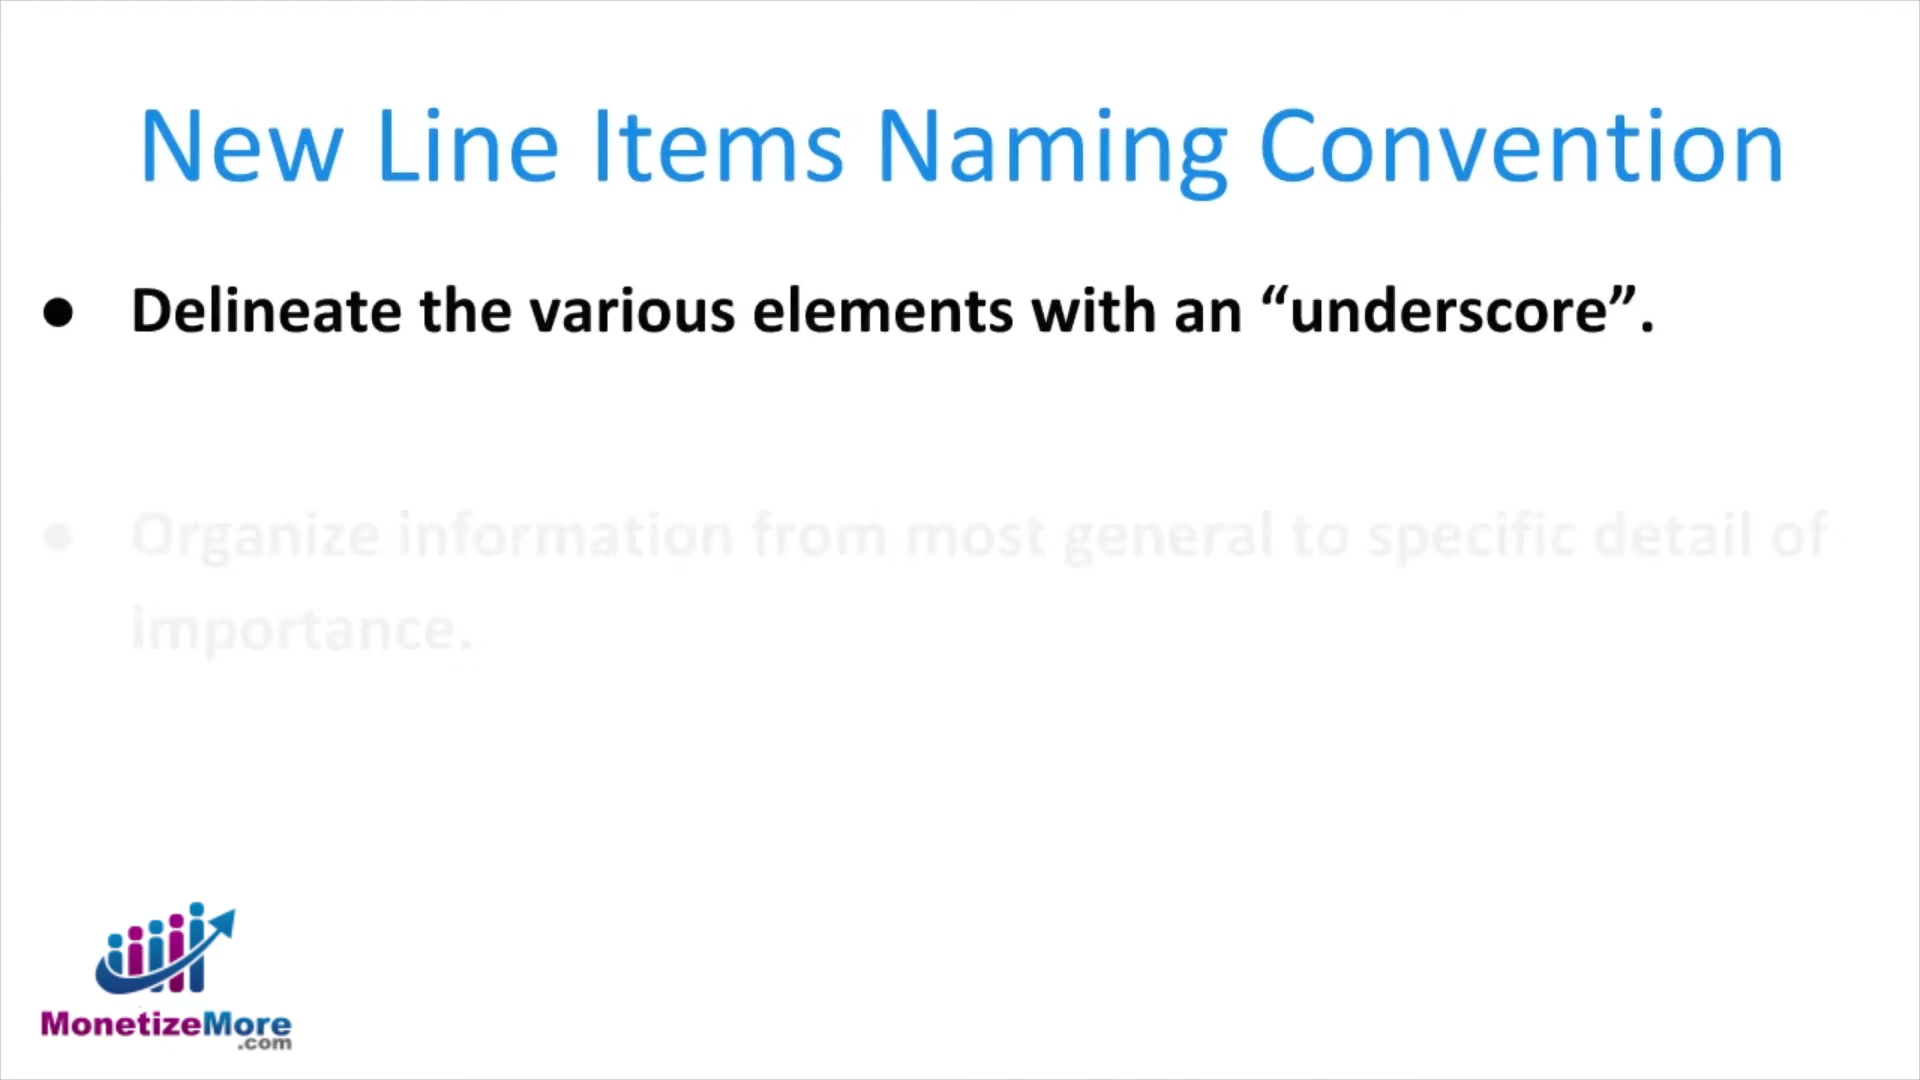 New Line Items Naming Convention
● Delineate the various elements with an “underscore”.
● Organize information from most general to specific detail of
importance.
MonetizeMore
.com